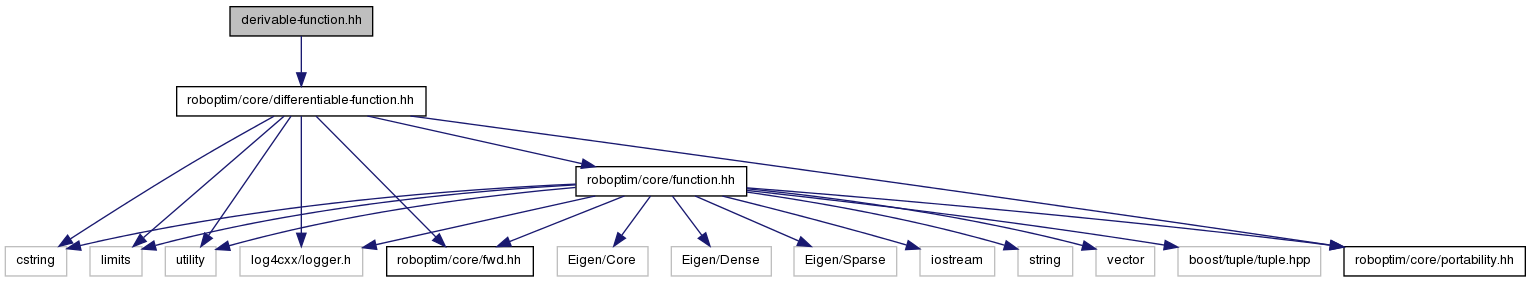 derivable-function.hh
roboptim/core/differentiable-function.hh
roboptim/core/function.hh
cstring
limits
utility
log4cxx/logger.h
roboptim/core/fwd.hh
Eigen/Core
Eigen/Dense
Eigen/Sparse
iostream
string
vector
boost/tuple/tuple.hpp
roboptim/core/portability.hh